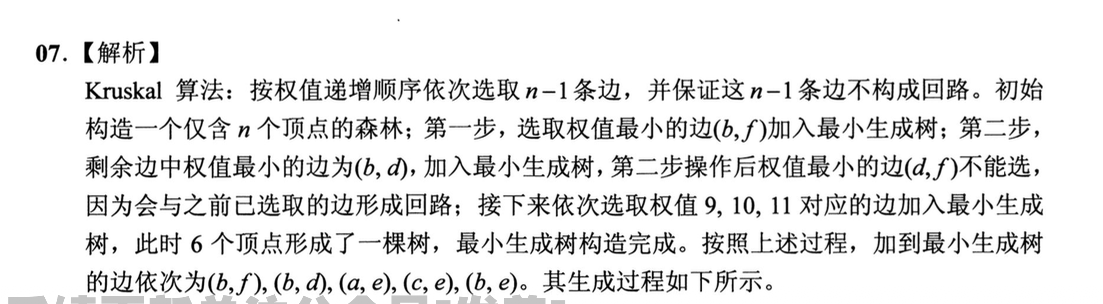 07.【解析】
Kruskal 算法：按权值递增顺序依次选取 n−1 条边，并保证这 n−1 条边不构成回路。初始
构造一个仅含 n 个顶点的森林；第一步，选取权值最小的边(b, f)加入最小生成树；第二步，
剩余边中权值最小的边为(b, d)，加入最小生成树，第二步操作后权值最小的边(d, f)不能选，
因为会与之前已选取的边形成回路；接下来依次选取权值 9, 10, 11 对应的边加入最小生成
树，此时 6 个顶点形成了一棵树，最小生成树构造完成。按照上述过程，加到最小生成树
的边依次为(b, f), (b, d), (a, e), (c, e), (b, e)。其生成过程如下所示。